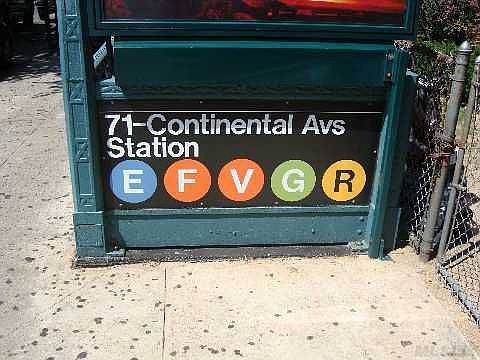 71-Continental Avs
Station
E F V G R